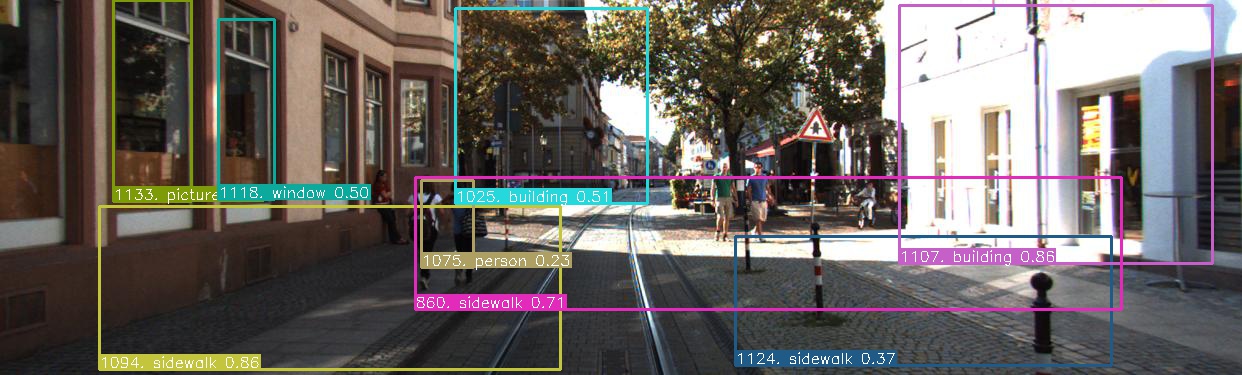 1133. picture
1118. window 0.50
1025. building 0.51
1107. building 0.86
1075. person 0.23
860. sidewalk 0.71
1094. sidewalk 0.86
1124. sidewalk 0.37